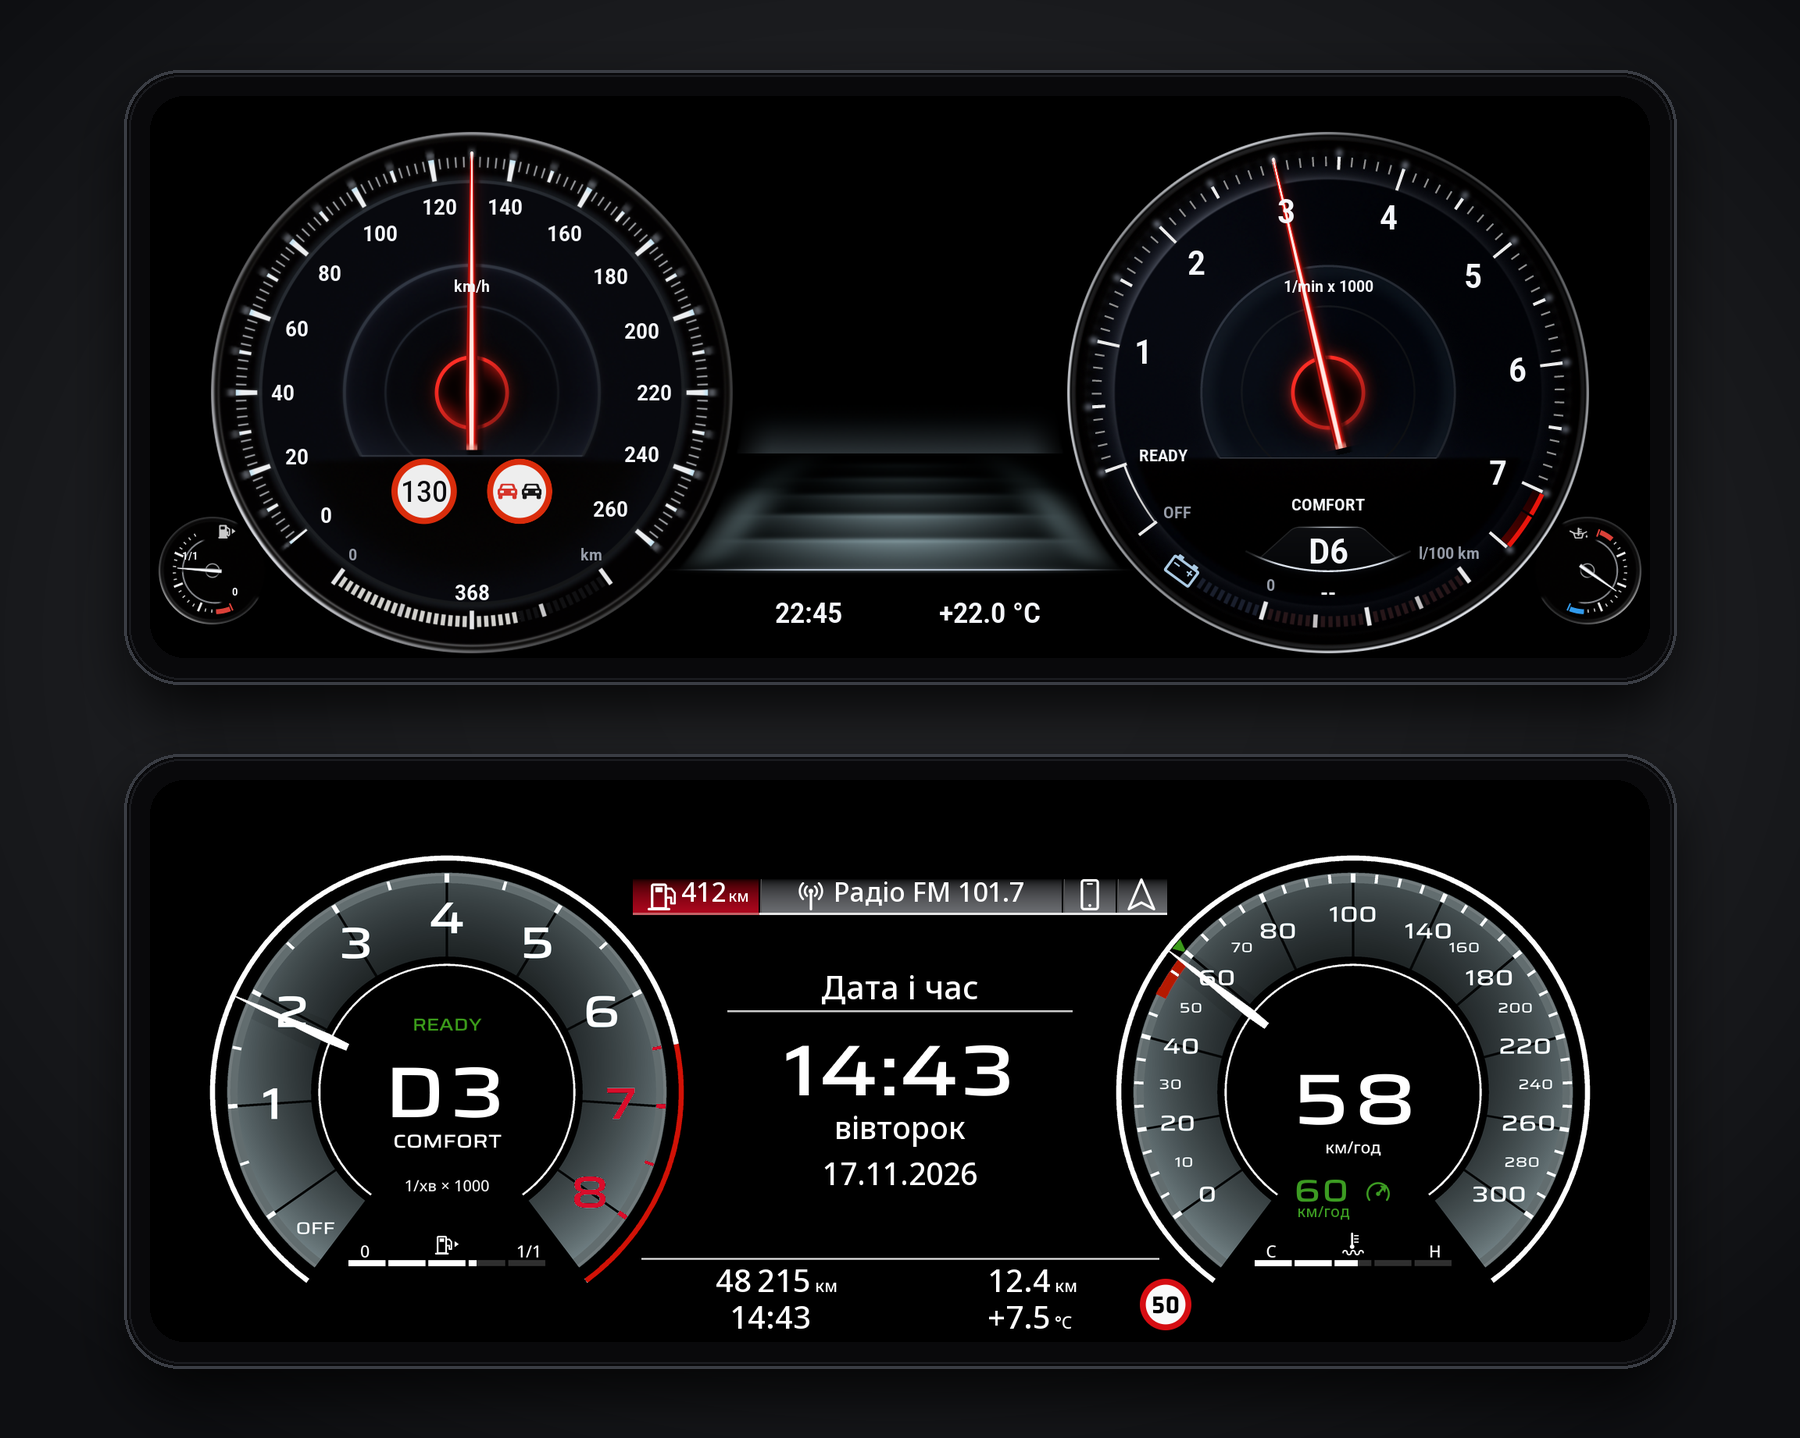 120 140
100 160
80 180
60 200
40 220
20 240
0 260
km/h
130
0 km
368
1/1
0
22:45 +22.0 °C
1 2 3 4 5 6 7
1/min x 1000
READY
OFF
COMFORT
D6
l/100 km
0
--
412 км Радіо FM 101.7
1 2 3 4 5 6 7 8
READY
D3
COMFORT
1/хв × 1000
OFF
0 1/1
Дата і час
14:43
вівторок
17.11.2026
48 215 км 12.4 км
14:43 +7.5 °C
50
0 10 20 30 40 50 60 70 80 100 140 160 180 200 220 240 260 280 300
58
км/год
60
км/год
C H